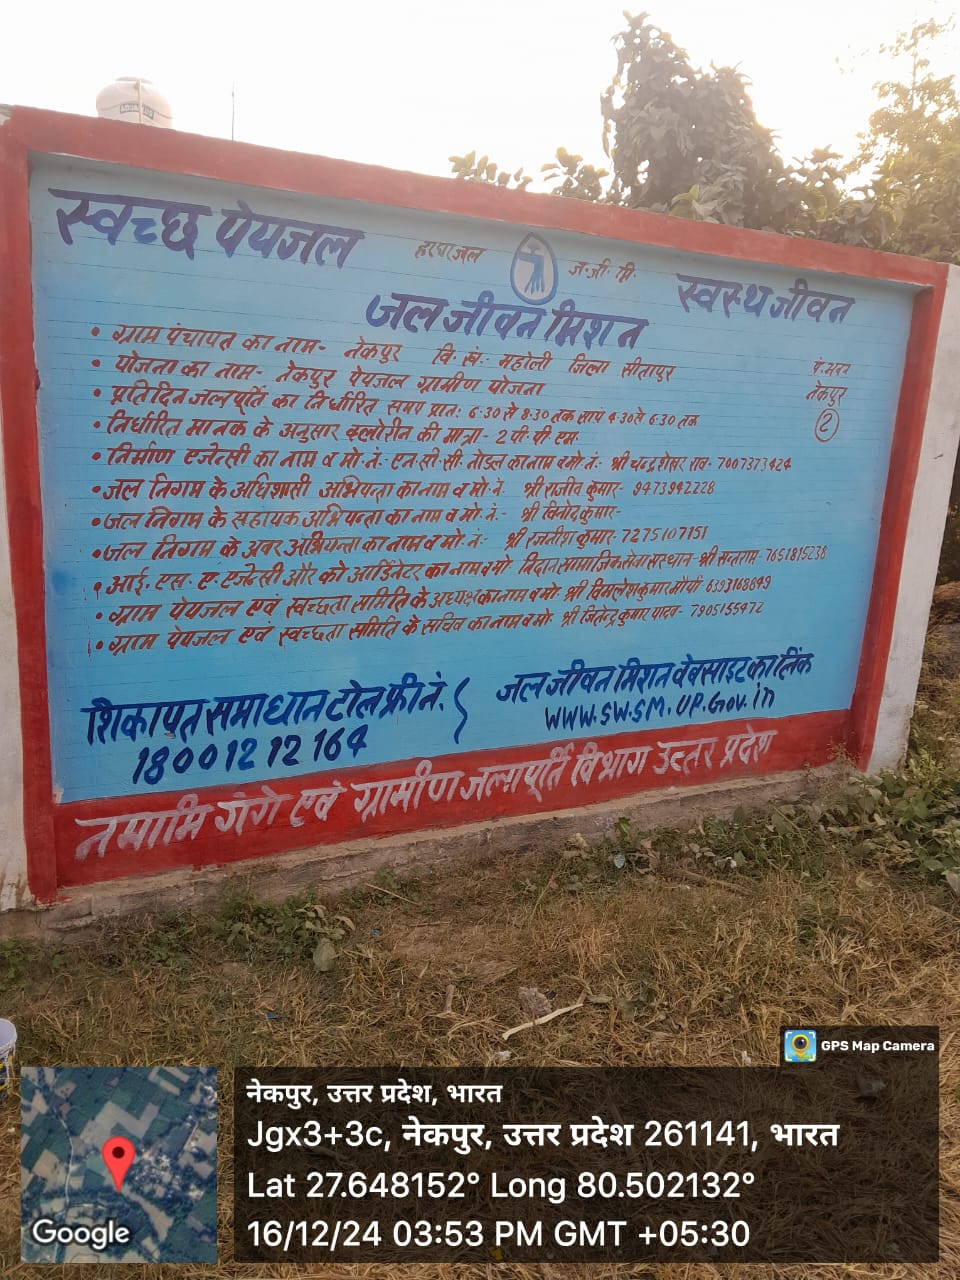 स्वच्छ पेयजल
हर घर जल
ज.जी.मि.
स्वस्थ जीवन
जल जीवन मिशन
• ग्राम पंचायत का नाम- नेकपुर वि. खं.: महोली जिला सीतापुर
• योजना का नाम- नेकपुर पेयजल ग्रामीण योजना
पं.भवन
नेकपुर
2
• प्रतिदिन जलपूर्ति का निर्धारित समय प्रात: 6:30 से 8:30 तक सायं 4:30 से 6:30 तक
• निर्धारित मानक के अनुसार क्लोरीन की मात्रा- 2 पी.पी.एम.
• निर्माण एजेन्सी का नाम व मो.नं.: एन.सी.सी. नोडल का नाम व मो.नं.: श्री चन्द्रशेखर राव- 7007373424
• जल निगम के अधिशासी अभियन्ता का नाम व मो.नं. श्री राजीव कुमार- 9473942228
• जल निगम के सहायक अभियन्ता का नाम व मो.नं.- श्री विनोद कुमार-
• जल निगम के अवर अभियन्ता का नाम व मो.नं: श्री रजनीश कुमार- 7275107151
• आई.एस.ए. एजेन्सी और को आर्डिनेटर का नाम व मो. निदान सामाजिक सेवा संस्थान- श्री सन्तराम- 7651815238
• ग्राम पेयजल एवं स्वच्छता समिति के अध्यक्ष का नाम व मो. श्री विमलेश कुमार मौर्या 6393168649
• ग्राम पेयजल एवं स्वच्छता समिति के सचिव का नाम व मो. श्री जितेन्द्र कुमार यादव- 7905155972
शिकायत समाधान टोल फ्री नं.
18001212164
जल जीवन मिशन वेबसाइट का लिंक
www.swsm.up.gov.in
नमामि गंगे एवं ग्रामीण जलापूर्ति विभाग उत्तर प्रदेश
GPS Map Camera
नेकपुर, उत्तर प्रदेश, भारत
Jgx3+3c, नेकपुर, उत्तर प्रदेश 261141, भारत
Lat 27.648152° Long 80.502132°
16/12/24 03:53 PM GMT +05:30
Google